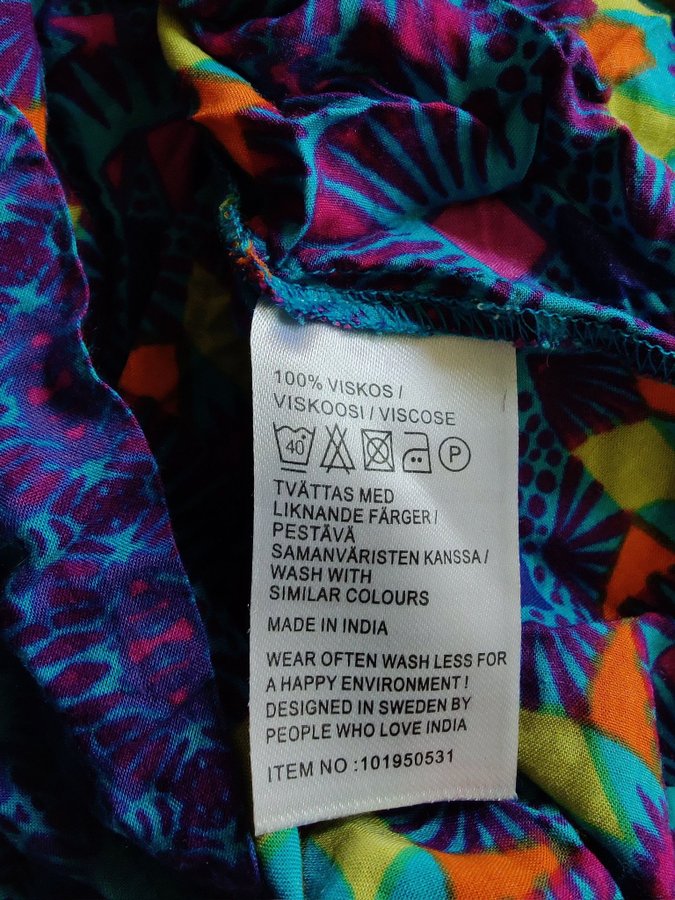 100% VISKOS /
VISKOOSI / VISCOSE
40 P
TVÄTTAS MED
LIKNANDE FÄRGER /
PESTÄVÄ
SAMANVÄRISTEN KANSSA /
WASH WITH
SIMILAR COLOURS
MADE IN INDIA
WEAR OFTEN WASH LESS FOR
A HAPPY ENVIRONMENT !
DESIGNED IN SWEDEN BY
PEOPLE WHO LOVE INDIA
ITEM NO :101950531